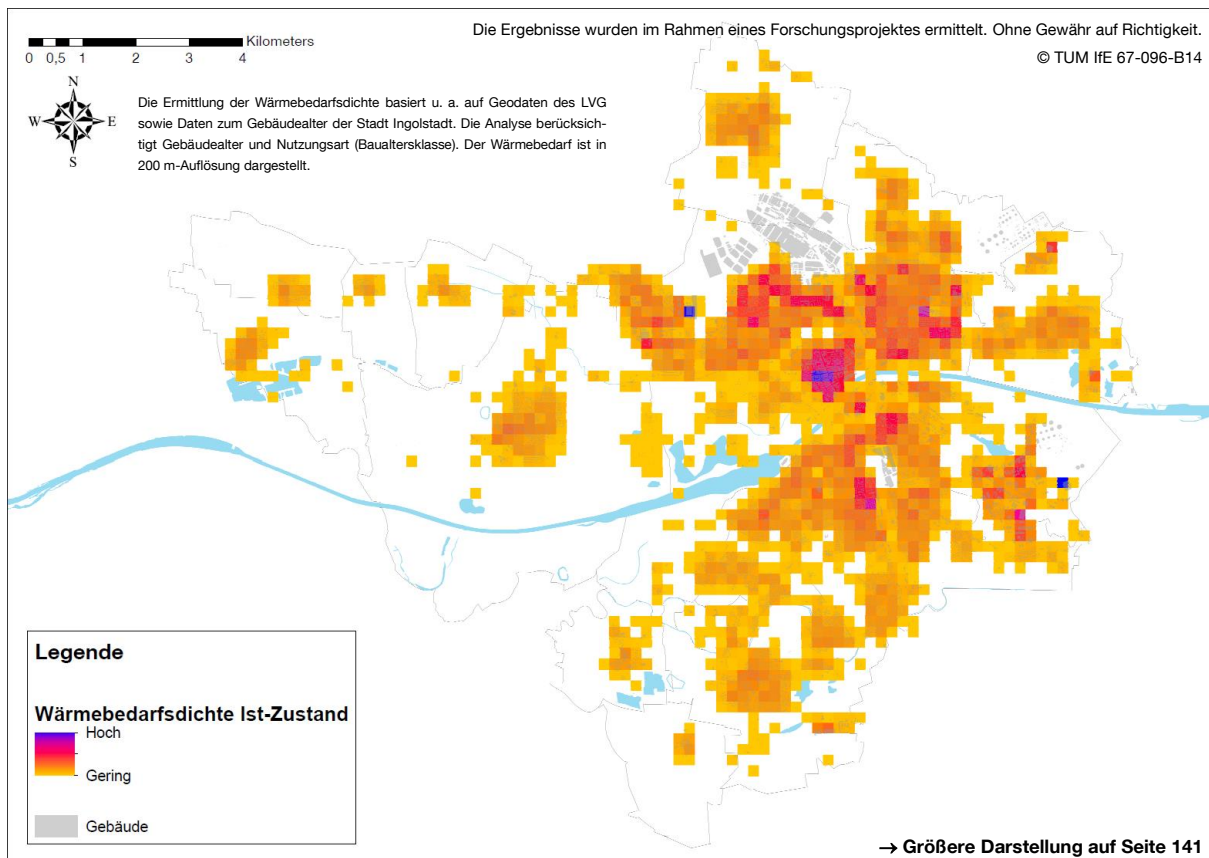 Die Ergebnisse wurden im Rahmen eines Forschungsprojektes ermittelt. Ohne Gewähr auf Richtigkeit.
© TUM IfE 67-096-B14
Kilometers
0 0,5 1 2 3 4
N
W E
S
Die Ermittlung der Wärmebedarfsdichte basiert u. a. auf Geodaten des LVG
sowie Daten zum Gebäudealter der Stadt Ingolstadt. Die Analyse berücksich-
tigt Gebäudealter und Nutzungsart (Baualtersklasse). Der Wärmebedarf ist in
200 m-Auflösung dargestellt.
Legende
Wärmebedarfsdichte Ist-Zustand
Hoch
Gering
Gebäude
→ Größere Darstellung auf Seite 141